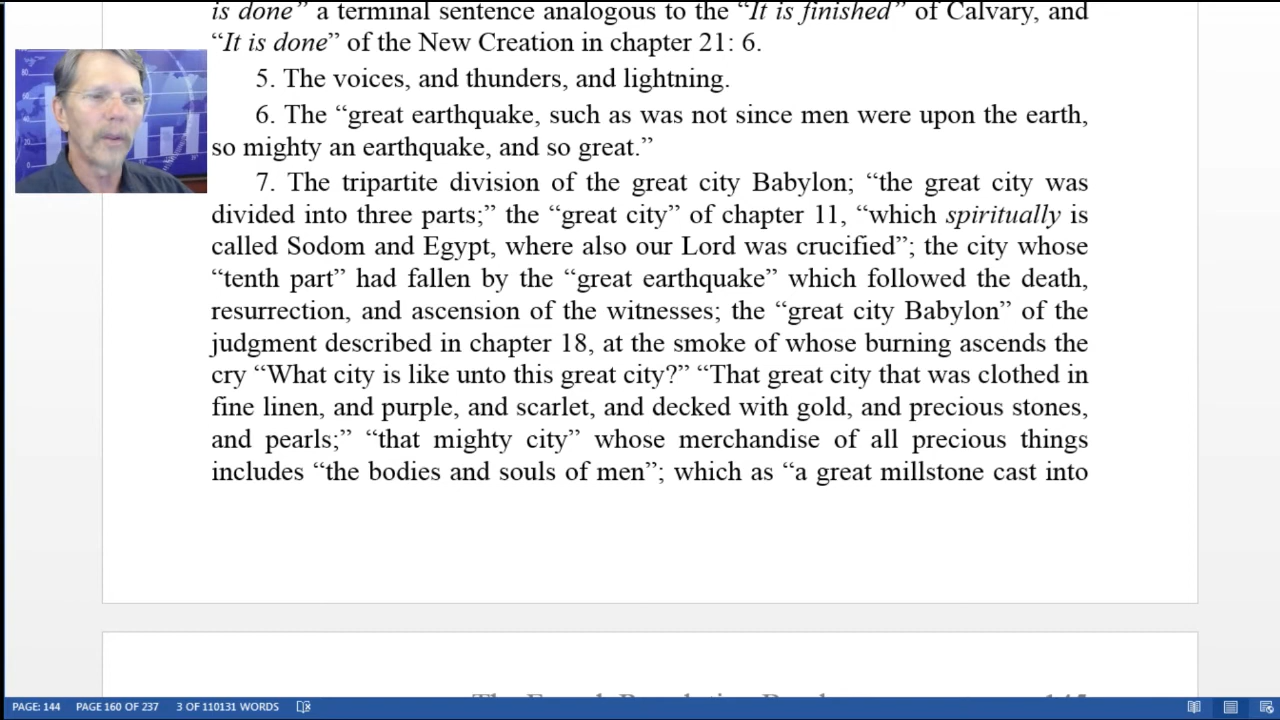 is done” a terminal sentence analogous to the “It is finished” of Calvary, and
“It is done” of the New Creation in chapter 21: 6.
5. The voices, and thunders, and lightning.
6. The “great earthquake, such as was not since men were upon the earth,
so mighty an earthquake, and so great.”
7. The tripartite division of the great city Babylon; “the great city was
divided into three parts;” the “great city” of chapter 11, “which spiritually is
called Sodom and Egypt, where also our Lord was crucified”; the city whose
“tenth part” had fallen by the “great earthquake” which followed the death,
resurrection, and ascension of the witnesses; the “great city Babylon” of the
judgment described in chapter 18, at the smoke of whose burning ascends the
cry “What city is like unto this great city?” “That great city that was clothed in
fine linen, and purple, and scarlet, and decked with gold, and precious stones,
and pearls;” “that mighty city” whose merchandise of all precious things
includes “the bodies and souls of men”; which as “a great millstone cast into
PAGE: 144 PAGE 160 OF 237 3 OF 110131 WORDS